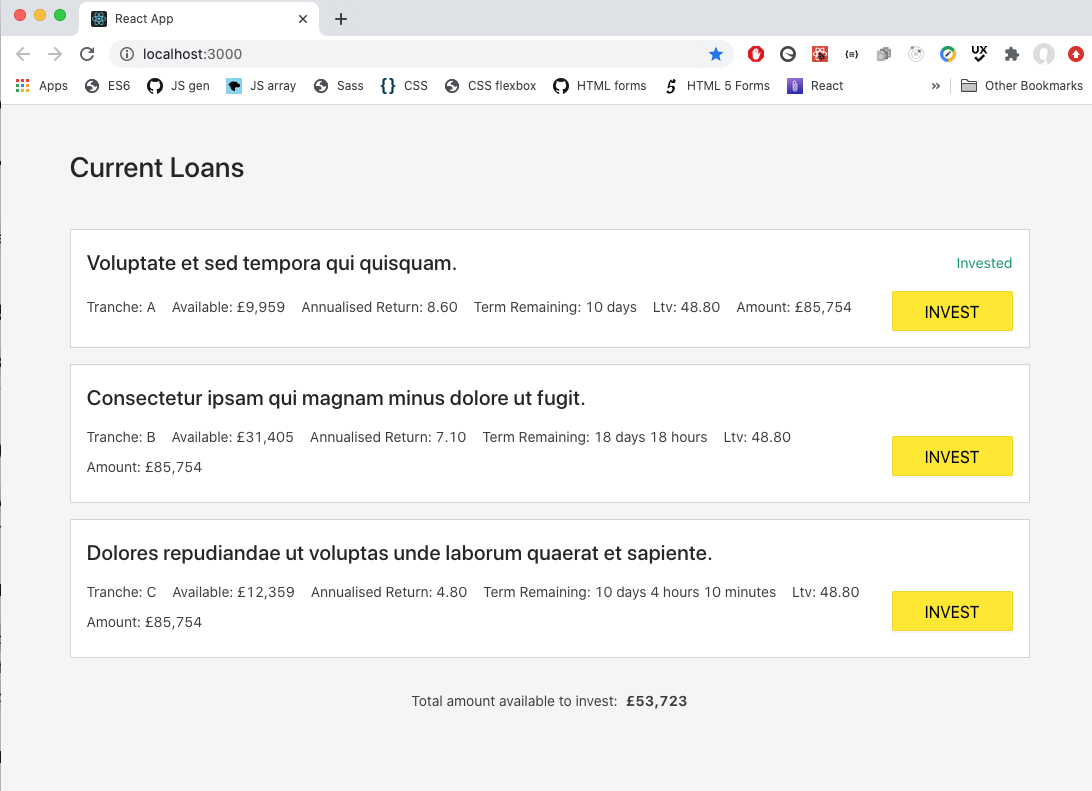 React App
localhost:3000
UX
Apps ES6 JS gen JS array Sass {} CSS CSS flexbox HTML forms 5 HTML 5 Forms React » Other Bookmarks
Current Loans
Voluptate et sed tempora qui quisquam.
Invested
Tranche: A Available: £9,959 Annualised Return: 8.60 Term Remaining: 10 days Ltv: 48.80 Amount: £85,754
INVEST
Consectetur ipsam qui magnam minus dolore ut fugit.
Tranche: B Available: £31,405 Annualised Return: 7.10 Term Remaining: 18 days 18 hours Ltv: 48.80
Amount: £85,754
INVEST
Dolores repudiandae ut voluptas unde laborum quaerat et sapiente.
Tranche: C Available: £12,359 Annualised Return: 4.80 Term Remaining: 10 days 4 hours 10 minutes Ltv: 48.80
Amount: £85,754
INVEST
Total amount available to invest: £53,723